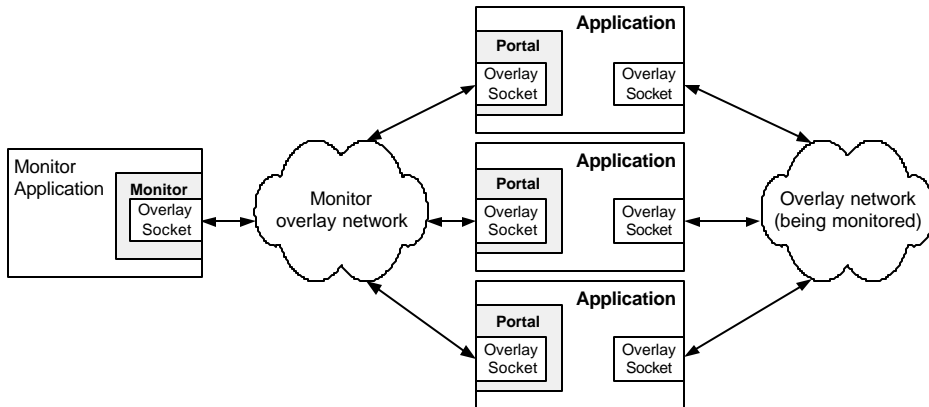 Monitor
Application
Monitor
Overlay
Socket
Monitor
overlay network
Application
Portal
Overlay
Socket
Overlay
Socket
Application
Portal
Overlay
Socket
Overlay
Socket
Application
Portal
Overlay
Socket
Overlay
Socket
Overlay network
(being monitored)